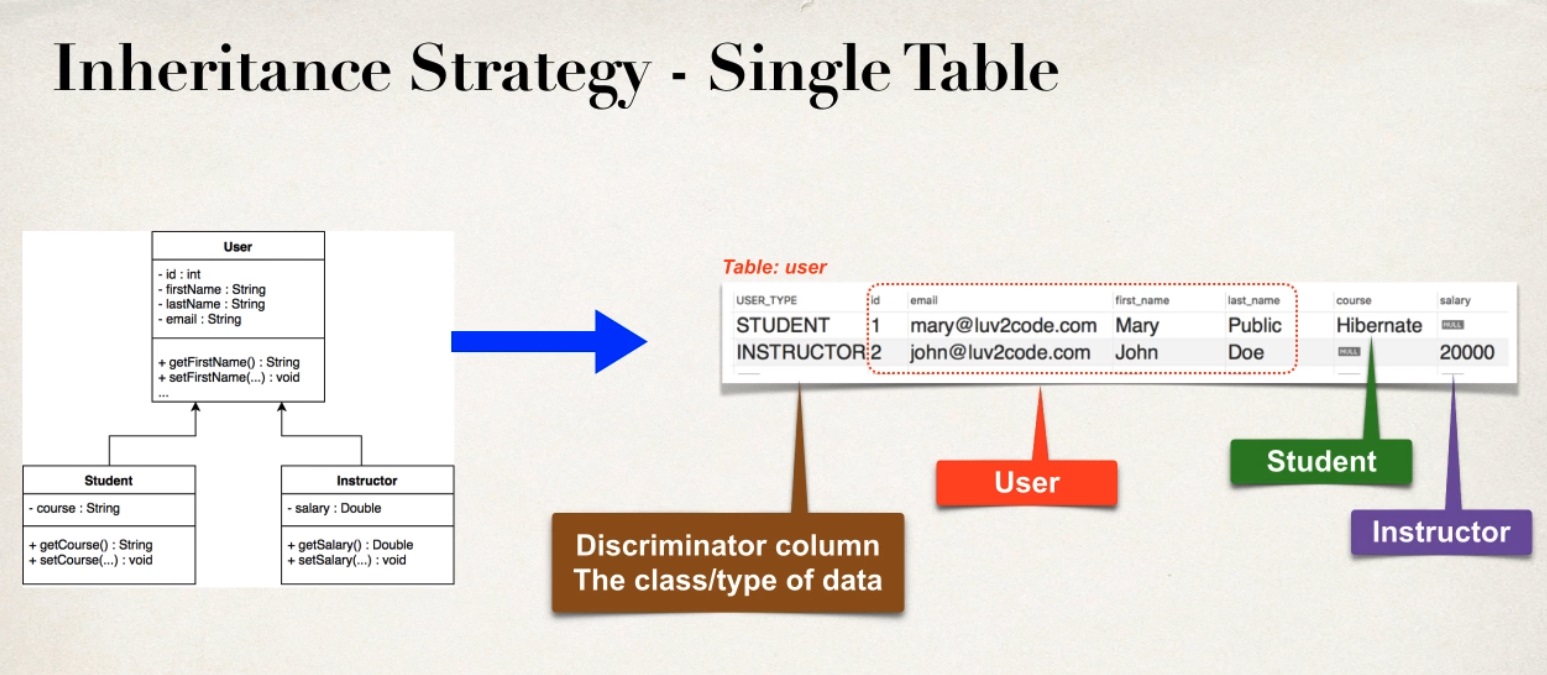 Inheritance Strategy - Single Table
User
- id : int
- firstName : String
- lastName : String
- email : String
+ getFirstName() : String
+ setFirstName(...) : void
...
Student
- course : String
+ getCourse() : String
+ setCourse(...) : void
Instructor
- salary : Double
+ getSalary() : Double
+ setSalary(...) : void
Table: user
USER_TYPE id email first_name last_name course salary
STUDENT 1 mary@luv2code.com Mary Public Hibernate NULL
INSTRUCTOR 2 john@luv2code.com John Doe NULL 20000
Discriminator column
The class/type of data
User
Student
Instructor